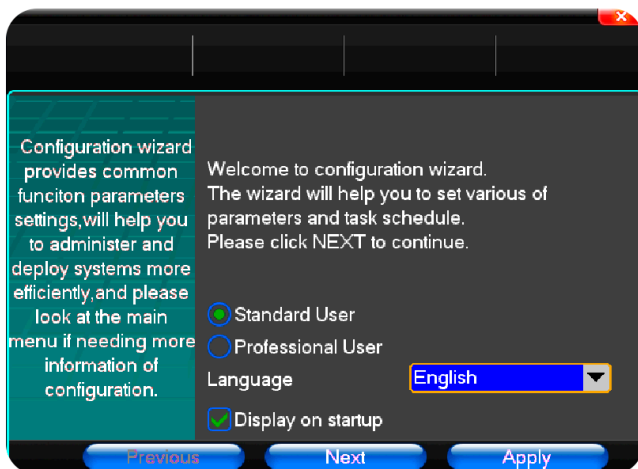 Configuration wizard
provides common
funciton parameters
settings,will help you
to administer and
deploy systems more
efficiently,and please
look at the main
menu if needing more
information of
configuration.
Welcome to configuration wizard.
The wizard will help you to set various of
parameters and task schedule.
Please click NEXT to continue.
Standard User
Professional User
Language English
Display on startup
Previous Next Apply